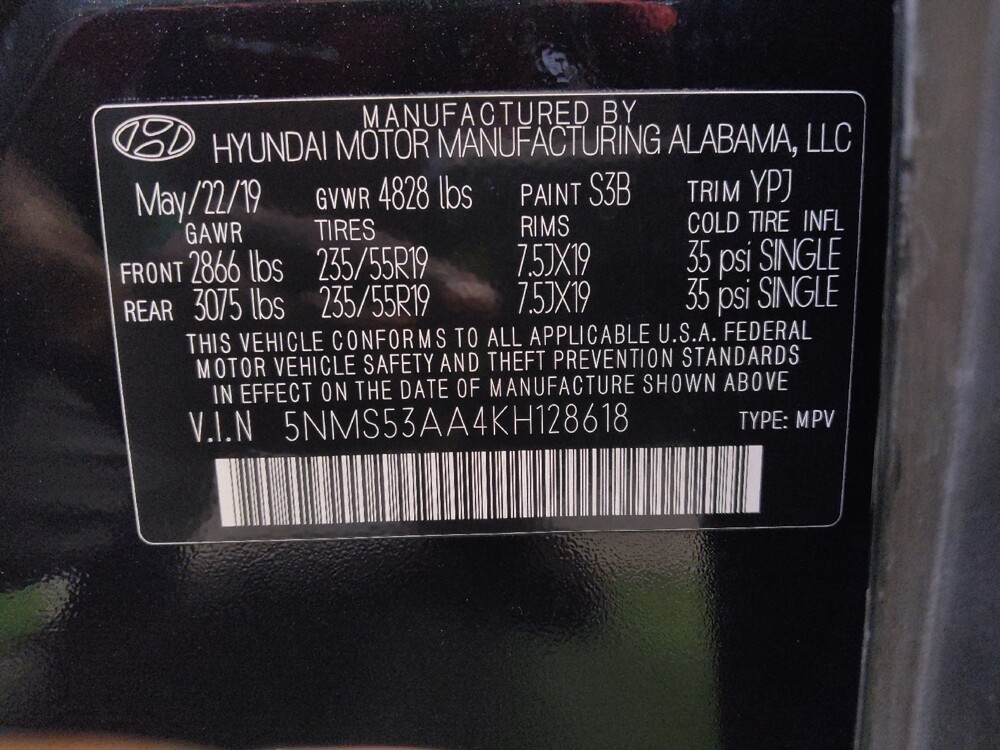 MANUFACTURED BY
HYUNDAI MOTOR MANUFACTURING ALABAMA, LLC
May/22/19 GVWR 4828 lbs PAINT S3B TRIM YPJ
GAWR TIRES RIMS COLD TIRE INFL
FRONT 2866 lbs 235/55R19 7.5JX19 35 psi SINGLE
REAR 3075 lbs 235/55R19 7.5JX19 35 psi SINGLE
THIS VEHICLE CONFORMS TO ALL APPLICABLE U.S.A. FEDERAL
MOTOR VEHICLE SAFETY AND THEFT PREVENTION STANDARDS
IN EFFECT ON THE DATE OF MANUFACTURE SHOWN ABOVE
V.I.N 5NMS53AA4KH128618 TYPE: MPV